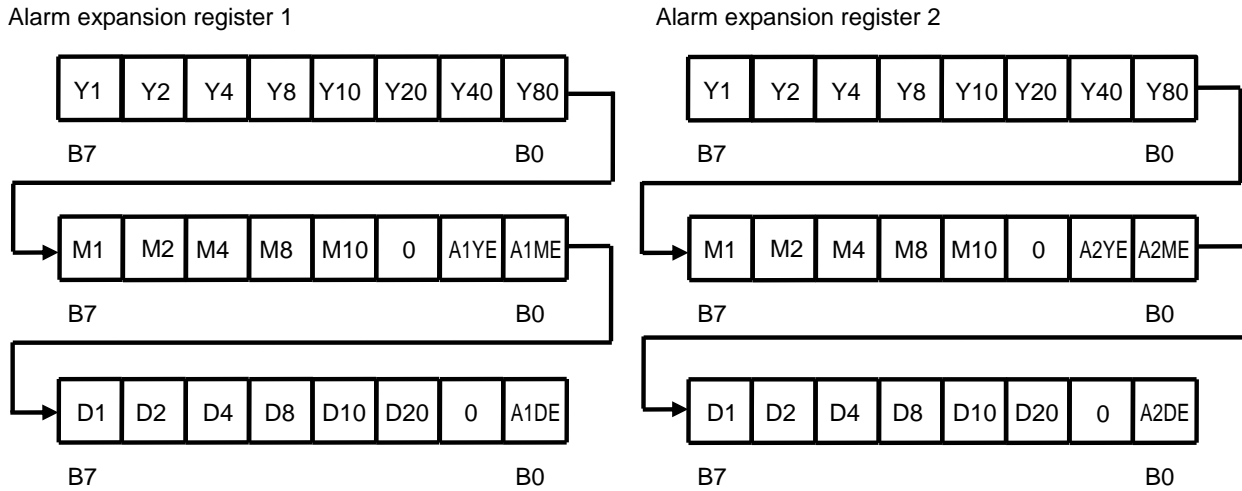 Alarm expansion register 1
Y1 Y2 Y4 Y8 Y10 Y20 Y40 Y80
B7 B0
M1 M2 M4 M8 M10 0 A1YE A1ME
B7 B0
D1 D2 D4 D8 D10 D20 0 A1DE
B7 B0
Alarm expansion register 2
Y1 Y2 Y4 Y8 Y10 Y20 Y40 Y80
B7 B0
M1 M2 M4 M8 M10 0 A2YE A2ME
B7 B0
D1 D2 D4 D8 D10 D20 0 A2DE
B7 B0